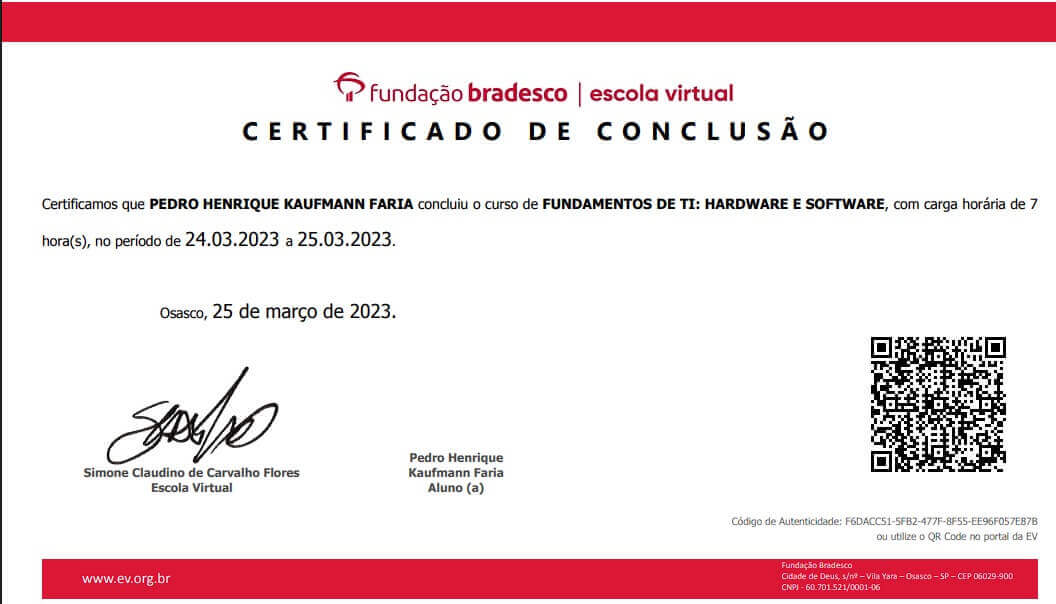 fundação bradesco | escola virtual
CERTIFICADO DE CONCLUSÃO
Certificamos que PEDRO HENRIQUE KAUFMANN FARIA concluiu o curso de FUNDAMENTOS DE TI: HARDWARE E SOFTWARE, com carga horária de 7
hora(s), no período de 24.03.2023 a 25.03.2023.
Osasco, 25 de março de 2023.
Simone Claudino de Carvalho Flores
Escola Virtual
Pedro Henrique
Kaufmann Faria
Aluno (a)
Código de Autenticidade: F6DACC51-5FB2-477F-8F55-EE96F057E87B
ou utilize o QR Code no portal da EV
www.ev.org.br
Fundação Bradesco
Cidade de Deus, s/nº – Vila Yara – Osasco – SP – CEP 06029-900
CNPJ - 60.701.521/0001-06